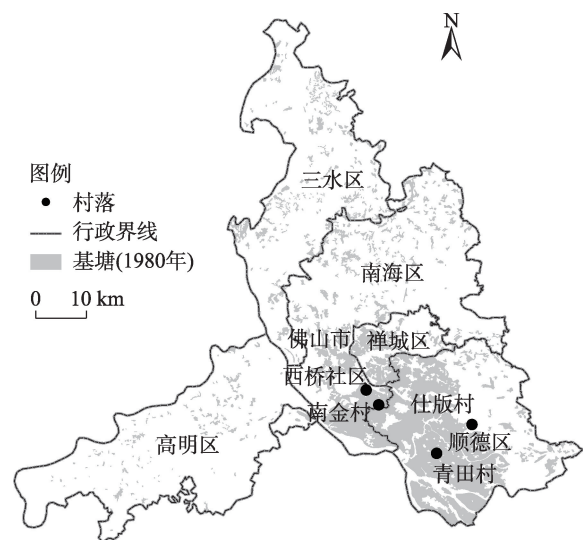 N
三水区
图例
村落
行政界线
基塘(1980年)
0 10 km
南海区
佛山市
禅城区
西桥社区
南金村
仕版村
顺德区
青田村
高明区